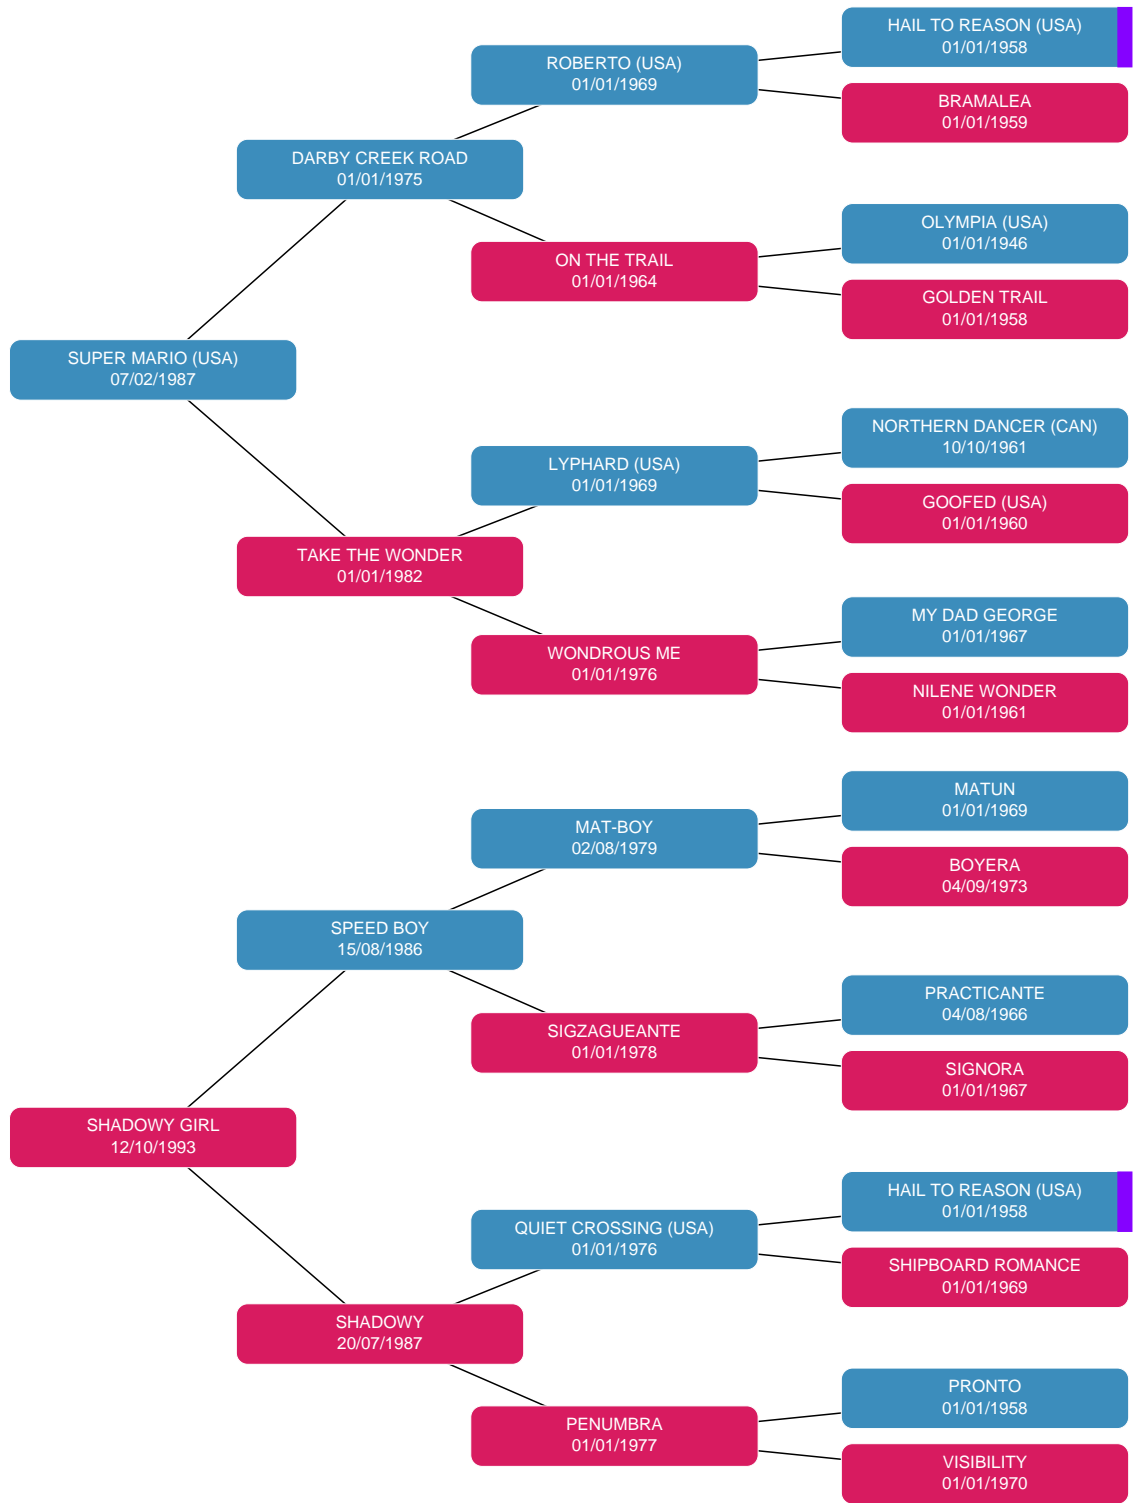 HAIL TO REASON (USA)
01/01/1958
ROBERTO (USA)
01/01/1969
BRAMALEA
01/01/1959
DARBY CREEK ROAD
01/01/1975
OLYMPIA (USA)
01/01/1946
ON THE TRAIL
01/01/1964
GOLDEN TRAIL
01/01/1958
SUPER MARIO (USA)
07/02/1987
NORTHERN DANCER (CAN)
10/10/1961
LYPHARD (USA)
01/01/1969
GOOFED (USA)
01/01/1960
TAKE THE WONDER
01/01/1982
MY DAD GEORGE
01/01/1967
WONDROUS ME
01/01/1976
NILENE WONDER
01/01/1961
MATUN
01/01/1969
MAT-BOY
02/08/1979
BOYERA
04/09/1973
SPEED BOY
15/08/1986
PRACTICANTE
04/08/1966
SIGZAGUEANTE
01/01/1978
SIGNORA
01/01/1967
SHADOWY GIRL
12/10/1993
HAIL TO REASON (USA)
01/01/1958
QUIET CROSSING (USA)
01/01/1976
SHIPBOARD ROMANCE
01/01/1969
SHADOWY
20/07/1987
PRONTO
01/01/1958
PENUMBRA
01/01/1977
VISIBILITY
01/01/1970